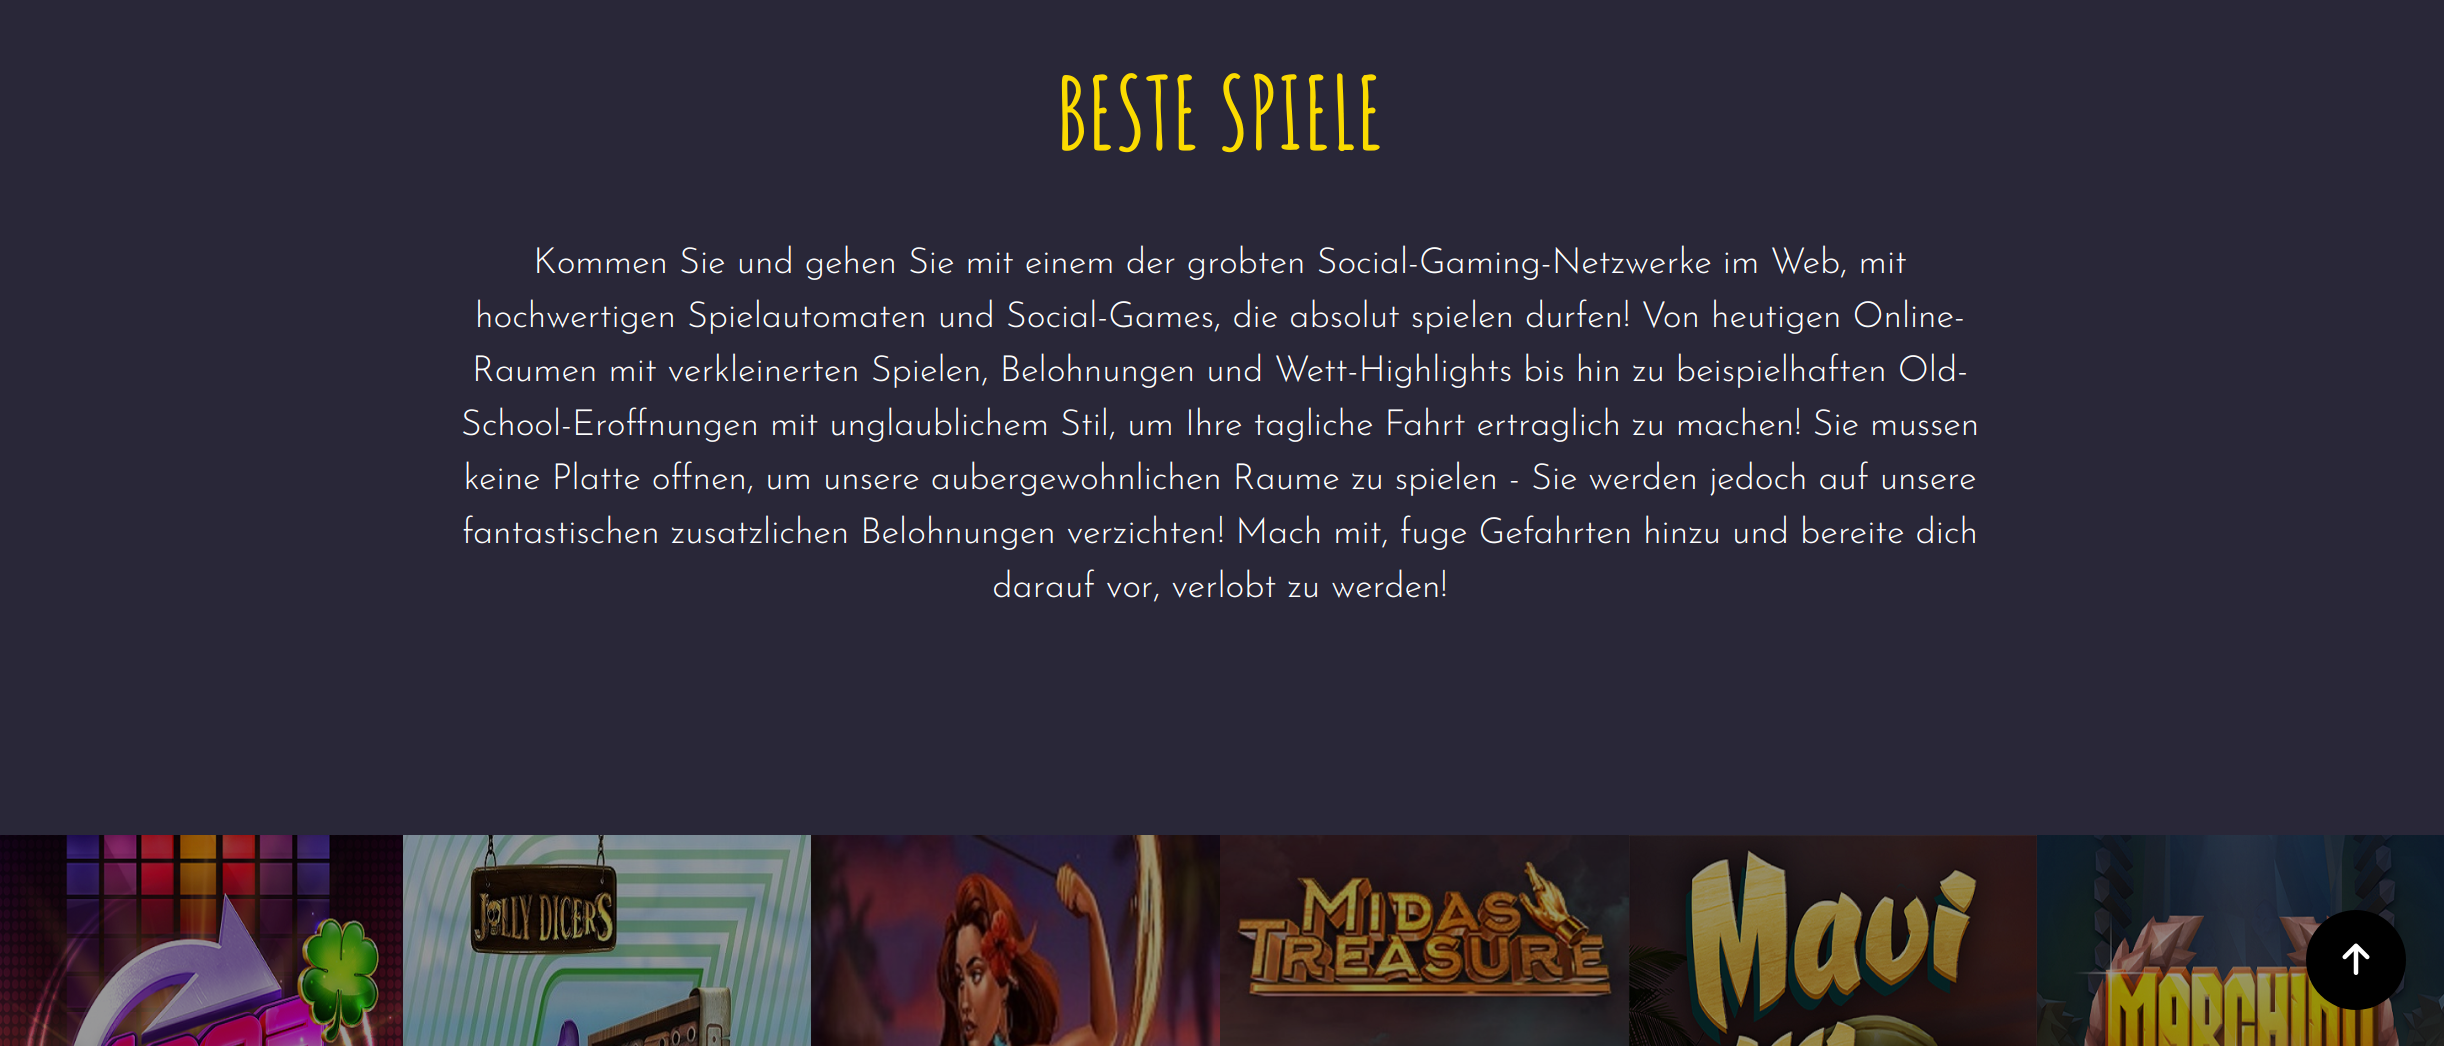 BESTE SPIELE
Kommen Sie und gehen Sie mit einem der grobten Social-Gaming-Netzwerke im Web, mit
hochwertigen Spielautomaten und Social-Games, die absolut spielen durfen! Von heutigen Online-
Raumen mit verkleinerten Spielen, Belohnungen und Wett-Highlights bis hin zu beispielhaften Old-
School-Eroffnungen mit unglaublichem Stil, um Ihre tagliche Fahrt ertraglich zu machen! Sie mussen
keine Platte offnen, um unsere aubergewohnlichen Raume zu spielen - Sie werden jedoch auf unsere
fantastischen zusatzlichen Belohnungen verzichten! Mach mit, fuge Gefahrten hinzu und bereite dich
darauf vor, verlobt zu werden!
JOLLY DICERS
MIDAS
TREASURE
Maui